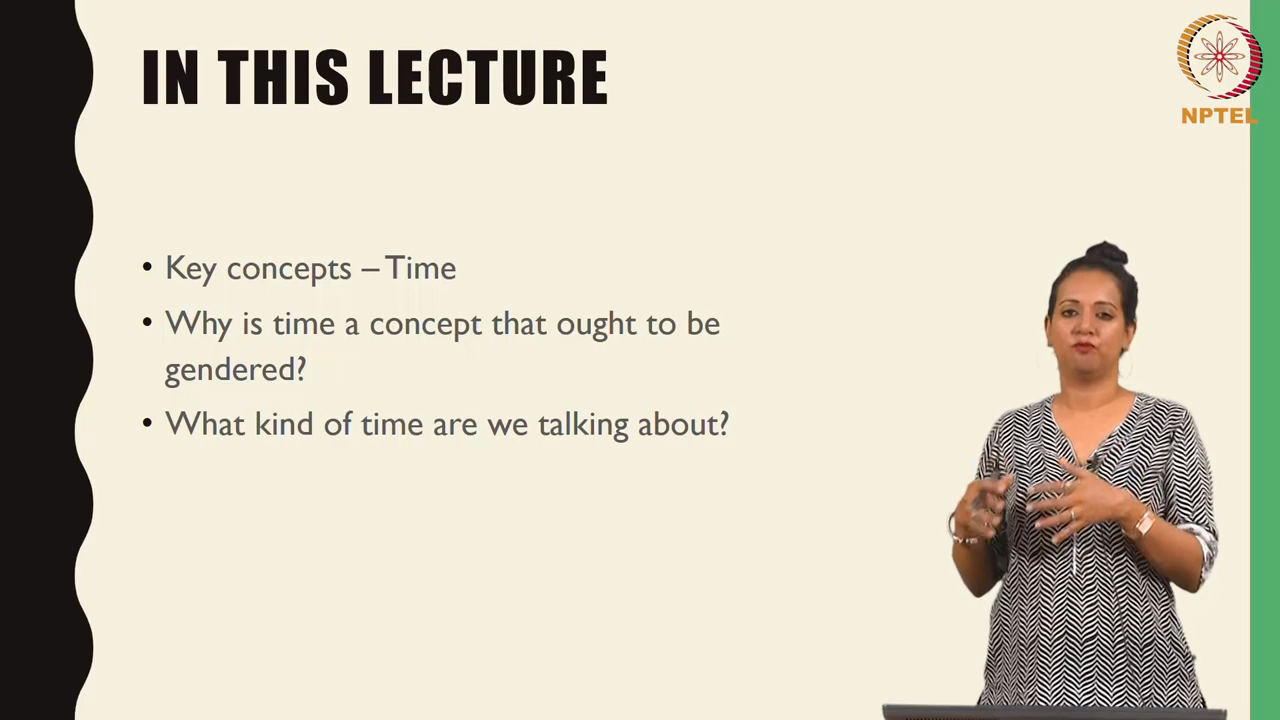 IN THIS LECTURE
NPTEL
• Key concepts – Time
• Why is time a concept that ought to be
gendered?
• What kind of time are we talking about?